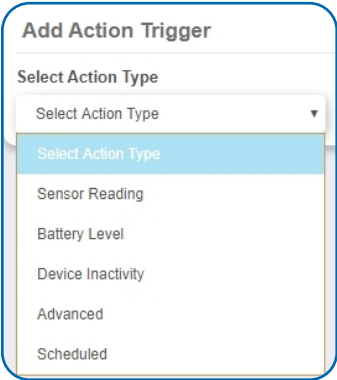 Add Action Trigger
Select Action Type
Select Action Type
Select Action Type
Sensor Reading
Battery Level
Device Inactivity
Advanced
Scheduled